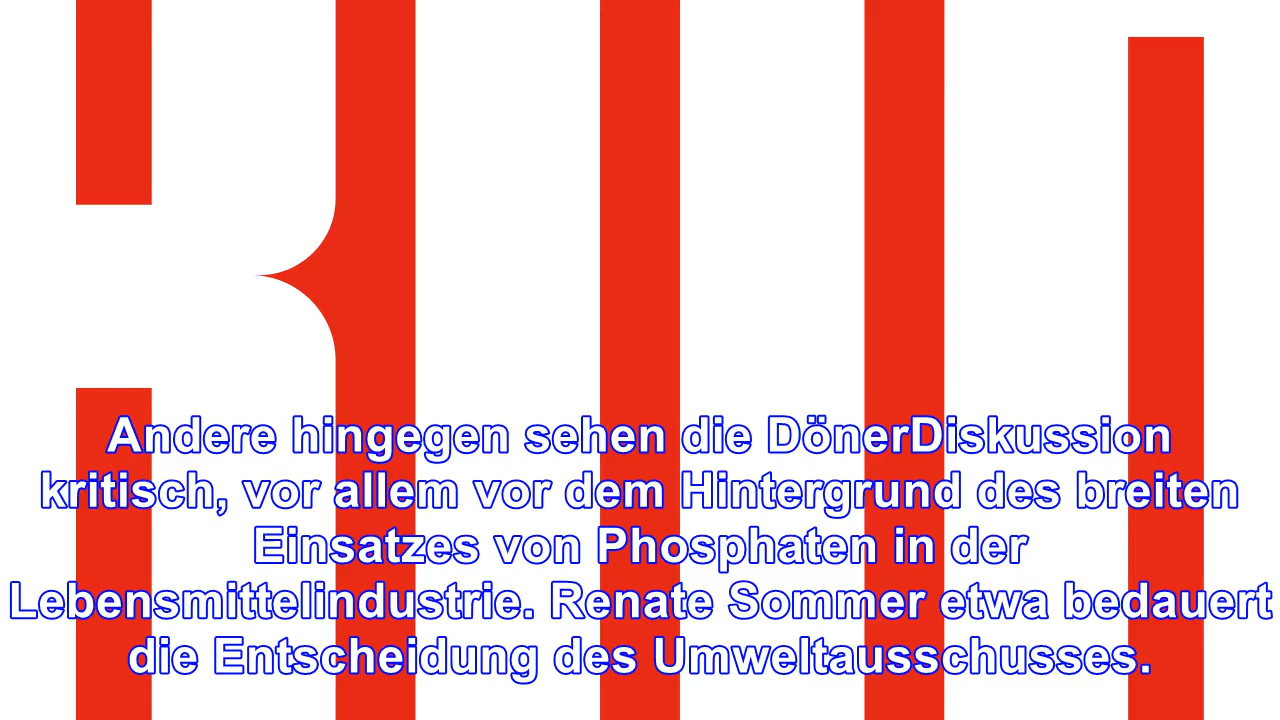 Andere hingegen sehen die DönerDiskussion
kritisch, vor allem vor dem Hintergrund des breiten
Einsatzes von Phosphaten in der
Lebensmittelindustrie. Renate Sommer etwa bedauert
die Entscheidung des Umweltausschusses.